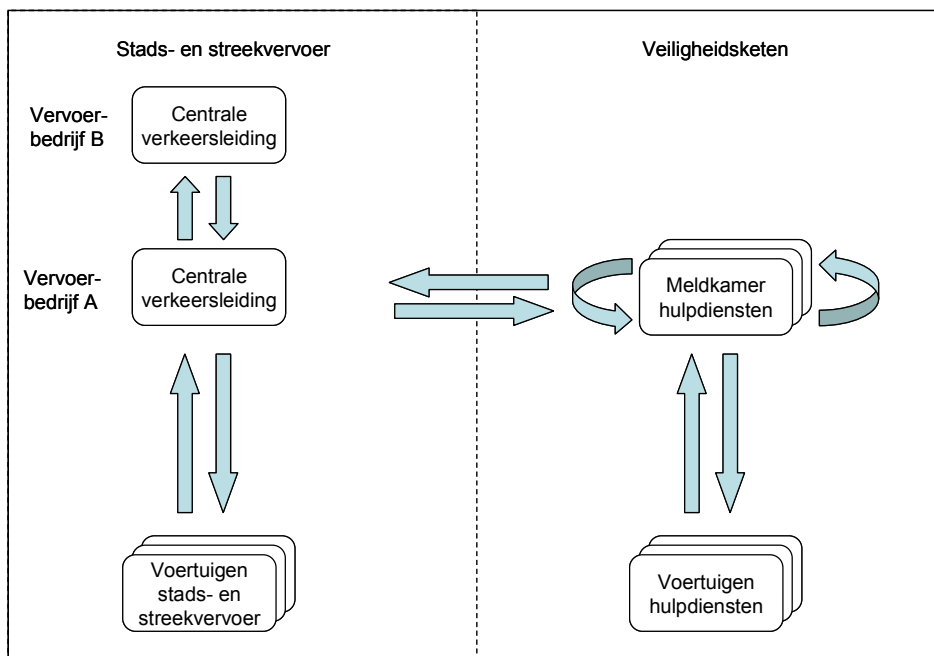 Stads- en streekvervoer
Veiligheidsketen
Vervoer-
bedrijf B
Centrale
verkeersleiding
Vervoer-
bedrijf A
Centrale
verkeersleiding
Meldkamer
hulpdiensten
Voertuigen
stads- en
streekvervoer
Voertuigen
hulpdiensten